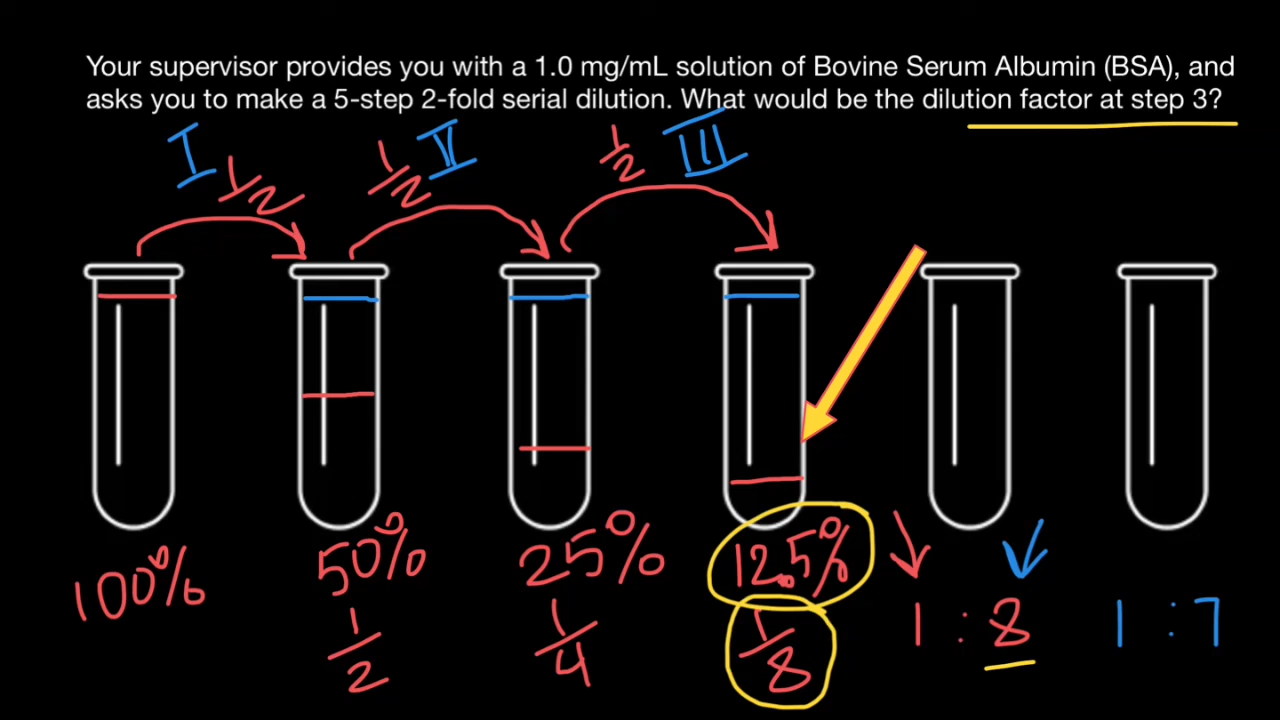 Your supervisor provides you with a 1.0 mg/mL solution of Bovine Serum Albumin (BSA), and
asks you to make a 5-step 2-fold serial dilution. What would be the dilution factor at step 3?
I 1/2 1/2 II 1/2 III
100% 50% 25% 12.5%
1/2 1/4 1/8 1:8 1:7